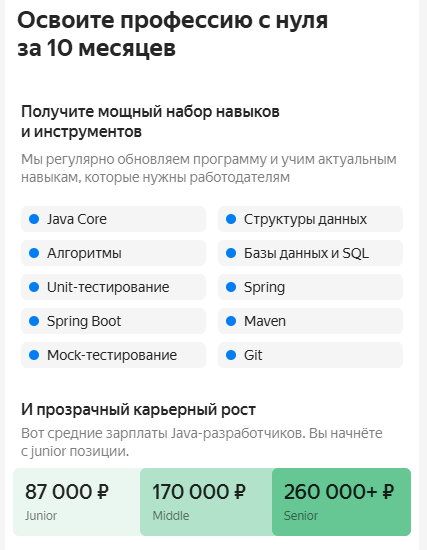 Освоите профессию с нуля
за 10 месяцев
Получите мощный набор навыков
и инструментов
Мы регулярно обновляем программу и учим актуальным
навыкам, которые нужны работодателям
Java Core
Структуры данных
Алгоритмы
Базы данных и SQL
Unit-тестирование
Spring
Spring Boot
Maven
Mock-тестирование
Git
И прозрачный карьерный рост
Вот средние зарплаты Java-разработчиков. Вы начнёте
с junior позиции.
87 000 ₽
170 000 ₽
260 000+ ₽
Junior
Middle
Senior